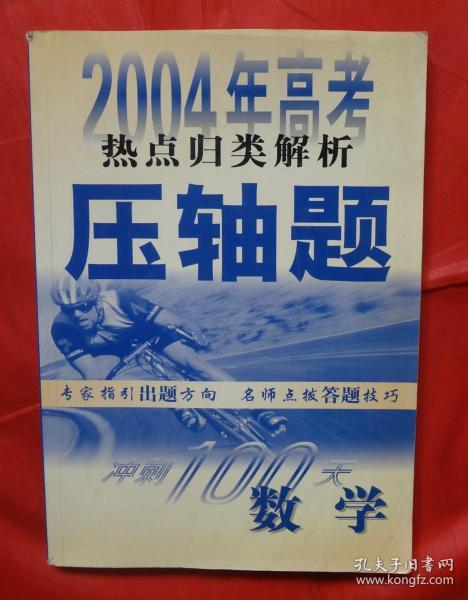 2004年高考
热点归类解析
压轴题
专家指引出题方向 名师点拨答题技巧
冲刺100天
数学
孔夫子旧书网
www.kongfz.com